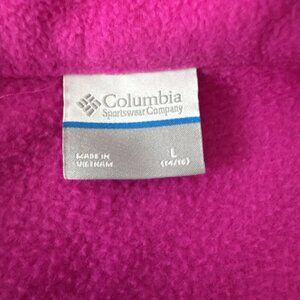 Columbia
Sportswear Company
MADE IN
VIETNAM
L
(14/16)